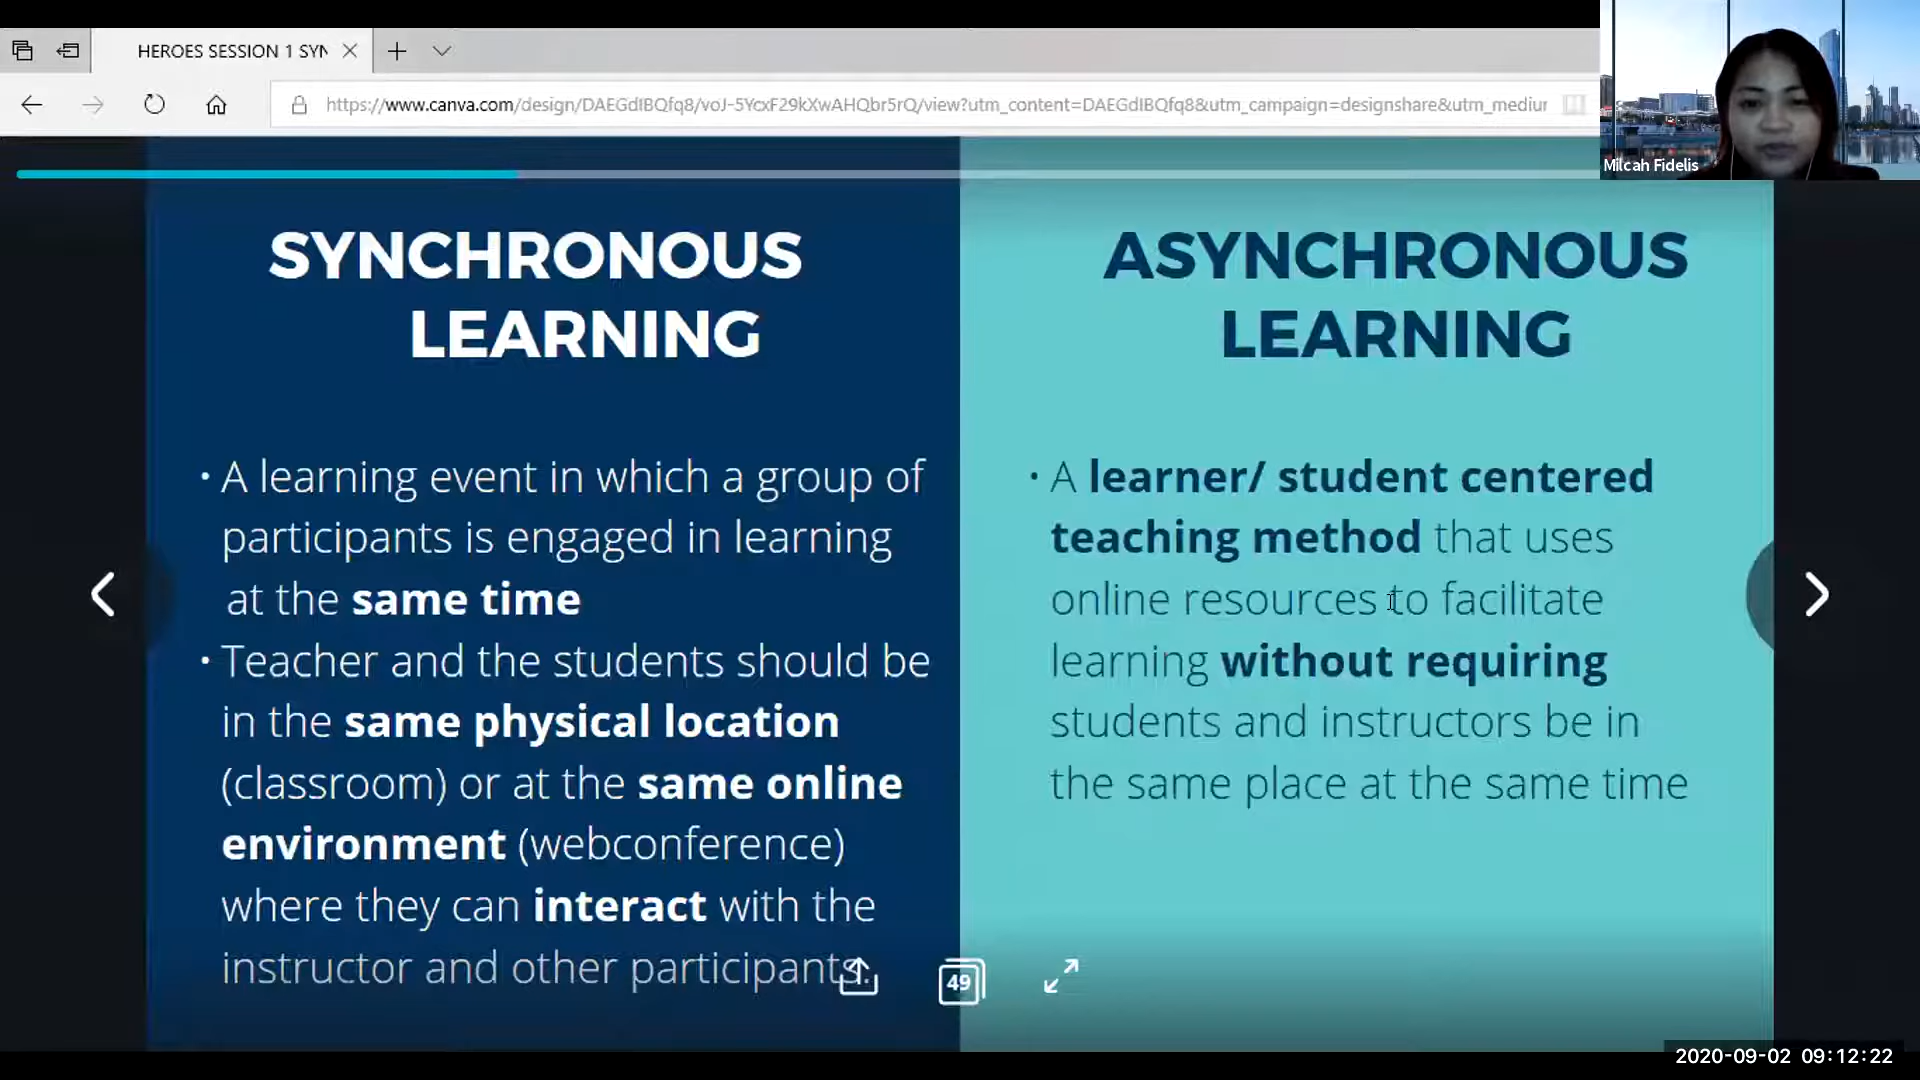 HEROES SESSION 1 SYN
https://www.canva.com/design/DAEGdIBQfq8/voJ-5YcxF29kXwAHQbr5rQ/view?utm_content=DAEGdIBQfq8&utm_campaign=designshare&utm_mediur
Milcah Fidelis
SYNCHRONOUS
LEARNING
• A learning event in which a group of
participants is engaged in learning
at the same time
• Teacher and the students should be
in the same physical location
(classroom) or at the same online
environment (webconference)
where they can interact with the
instructor and other participants.
ASYNCHRONOUS
LEARNING
• A learner/ student centered
teaching method that uses
online resources to facilitate
learning without requiring
students and instructors be in
the same place at the same time
49
2020-09-02 09:12:22